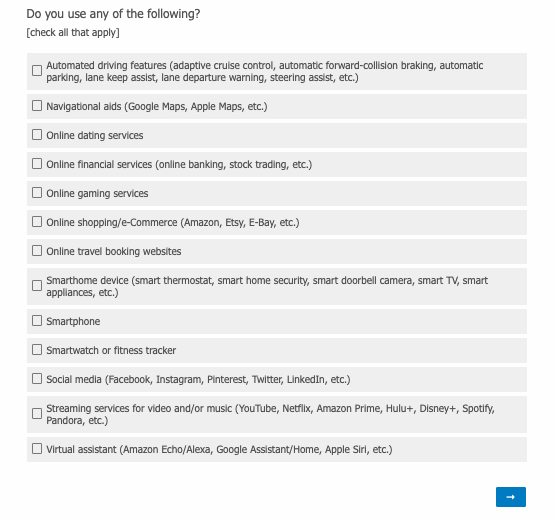 Do you use any of the following?
[check all that apply]
Automated driving features (adaptive cruise control, automatic forward-collision braking, automatic
parking, lane keep assist, lane departure warning, steering assist, etc.)
Navigational aids (Google Maps, Apple Maps, etc.)
Online dating services
Online financial services (online banking, stock trading, etc.)
Online gaming services
Online shopping/e-Commerce (Amazon, Etsy, E-Bay, etc.)
Online travel booking websites
Smarthome device (smart thermostat, smart home security, smart doorbell camera, smart TV, smart
appliances, etc.)
Smartphone
Smartwatch or fitness tracker
Social media (Facebook, Instagram, Pinterest, Twitter, LinkedIn, etc.)
Streaming services for video and/or music (YouTube, Netflix, Amazon Prime, Hulu+, Disney+, Spotify,
Pandora, etc.)
Virtual assistant (Amazon Echo/Alexa, Google Assistant/Home, Apple Siri, etc.)
→